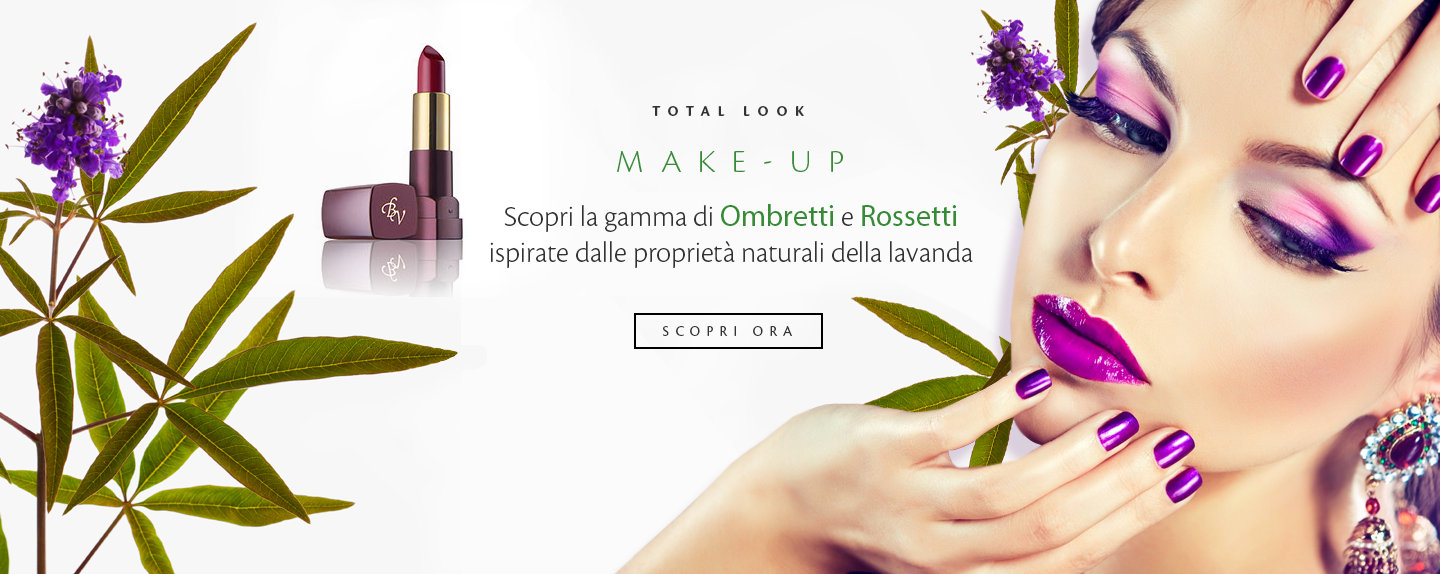 TOTAL LOOK
MAKE-UP
Scopri la gamma di Ombretti e Rossetti
ispirate dalle proprietà naturali della lavanda
SCOPRI ORA